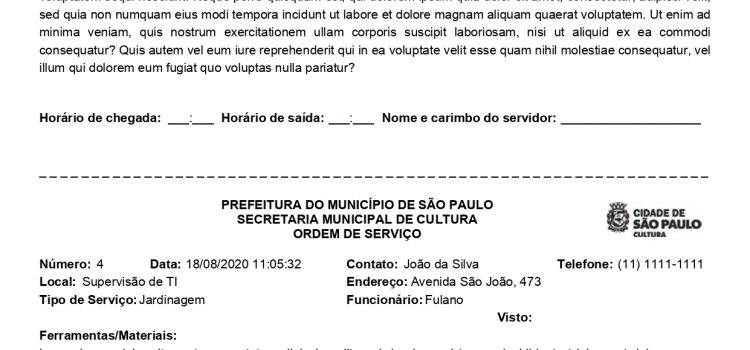 sed quia non numquam eius modi tempora incidunt ut labore et dolore magnam aliquam quaerat voluptatem. Ut enim ad
minima veniam, quis nostrum exercitationem ullam corporis suscipit laboriosam, nisi ut aliquid ex ea commodi
consequatur? Quis autem vel eum iure reprehenderit qui in ea voluptate velit esse quam nihil molestiae consequatur, vel
illum qui dolorem eum fugiat quo voluptas nulla pariatur?
Horário de chegada: ___:___ Horário de saída: ___:___ Nome e carimbo do servidor: ____________________
PREFEITURA DO MUNICÍPIO DE SÃO PAULO
SECRETARIA MUNICIPAL DE CULTURA
ORDEM DE SERVIÇO
CIDADE DE
SÃO PAULO
CULTURA
Número: 4 Data: 18/08/2020 11:05:32 Contato: João da Silva Telefone: (11) 1111-1111
Local: Supervisão de TI Endereço: Avenida São João, 473
Tipo de Serviço: Jardinagem Funcionário: Fulano
Visto:
Ferramentas/Materiais: